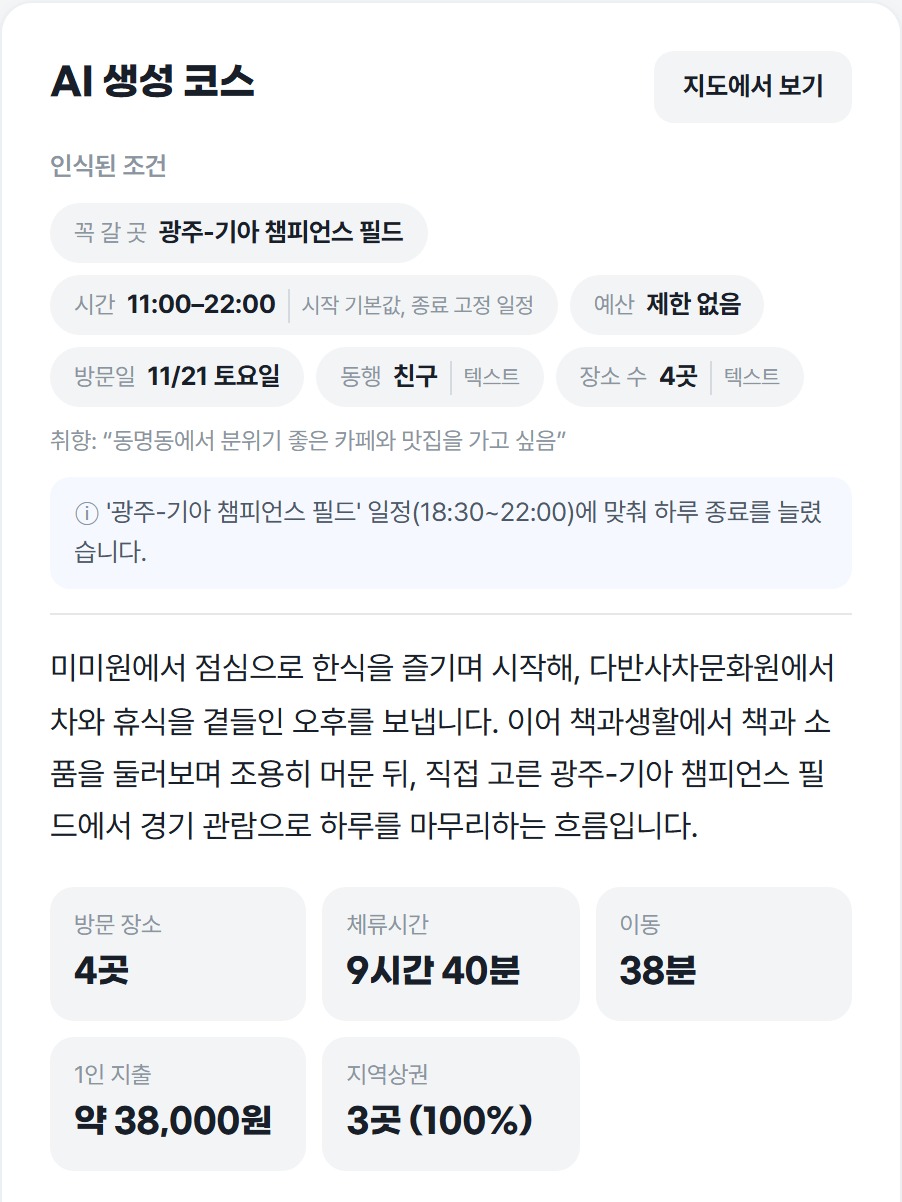 AI 생성 코스
지도에서 보기
인식된 조건
꼭 갈 곳 광주-기아 챔피언스 필드
시간 11:00–22:00 시작 기본값, 종료 고정 일정
예산 제한 없음
방문일 11/21 토요일
동행 친구 텍스트
장소 수 4곳 텍스트
취향: “동명동에서 분위기 좋은 카페와 맛집을 가고 싶음”
ⓘ '광주-기아 챔피언스 필드' 일정(18:30~22:00)에 맞춰 하루 종료를 늘렸
습니다.
미미원에서 점심으로 한식을 즐기며 시작해, 다반사차문화원에서
차와 휴식을 곁들인 오후를 보냅니다. 이어 책과생활에서 책과 소
품을 둘러보며 조용히 머문 뒤, 직접 고른 광주-기아 챔피언스 필
드에서 경기 관람으로 하루를 마무리하는 흐름입니다.
방문 장소
4곳
체류시간
9시간 40분
이동
38분
1인 지출
약 38,000원
지역상권
3곳 (100%)